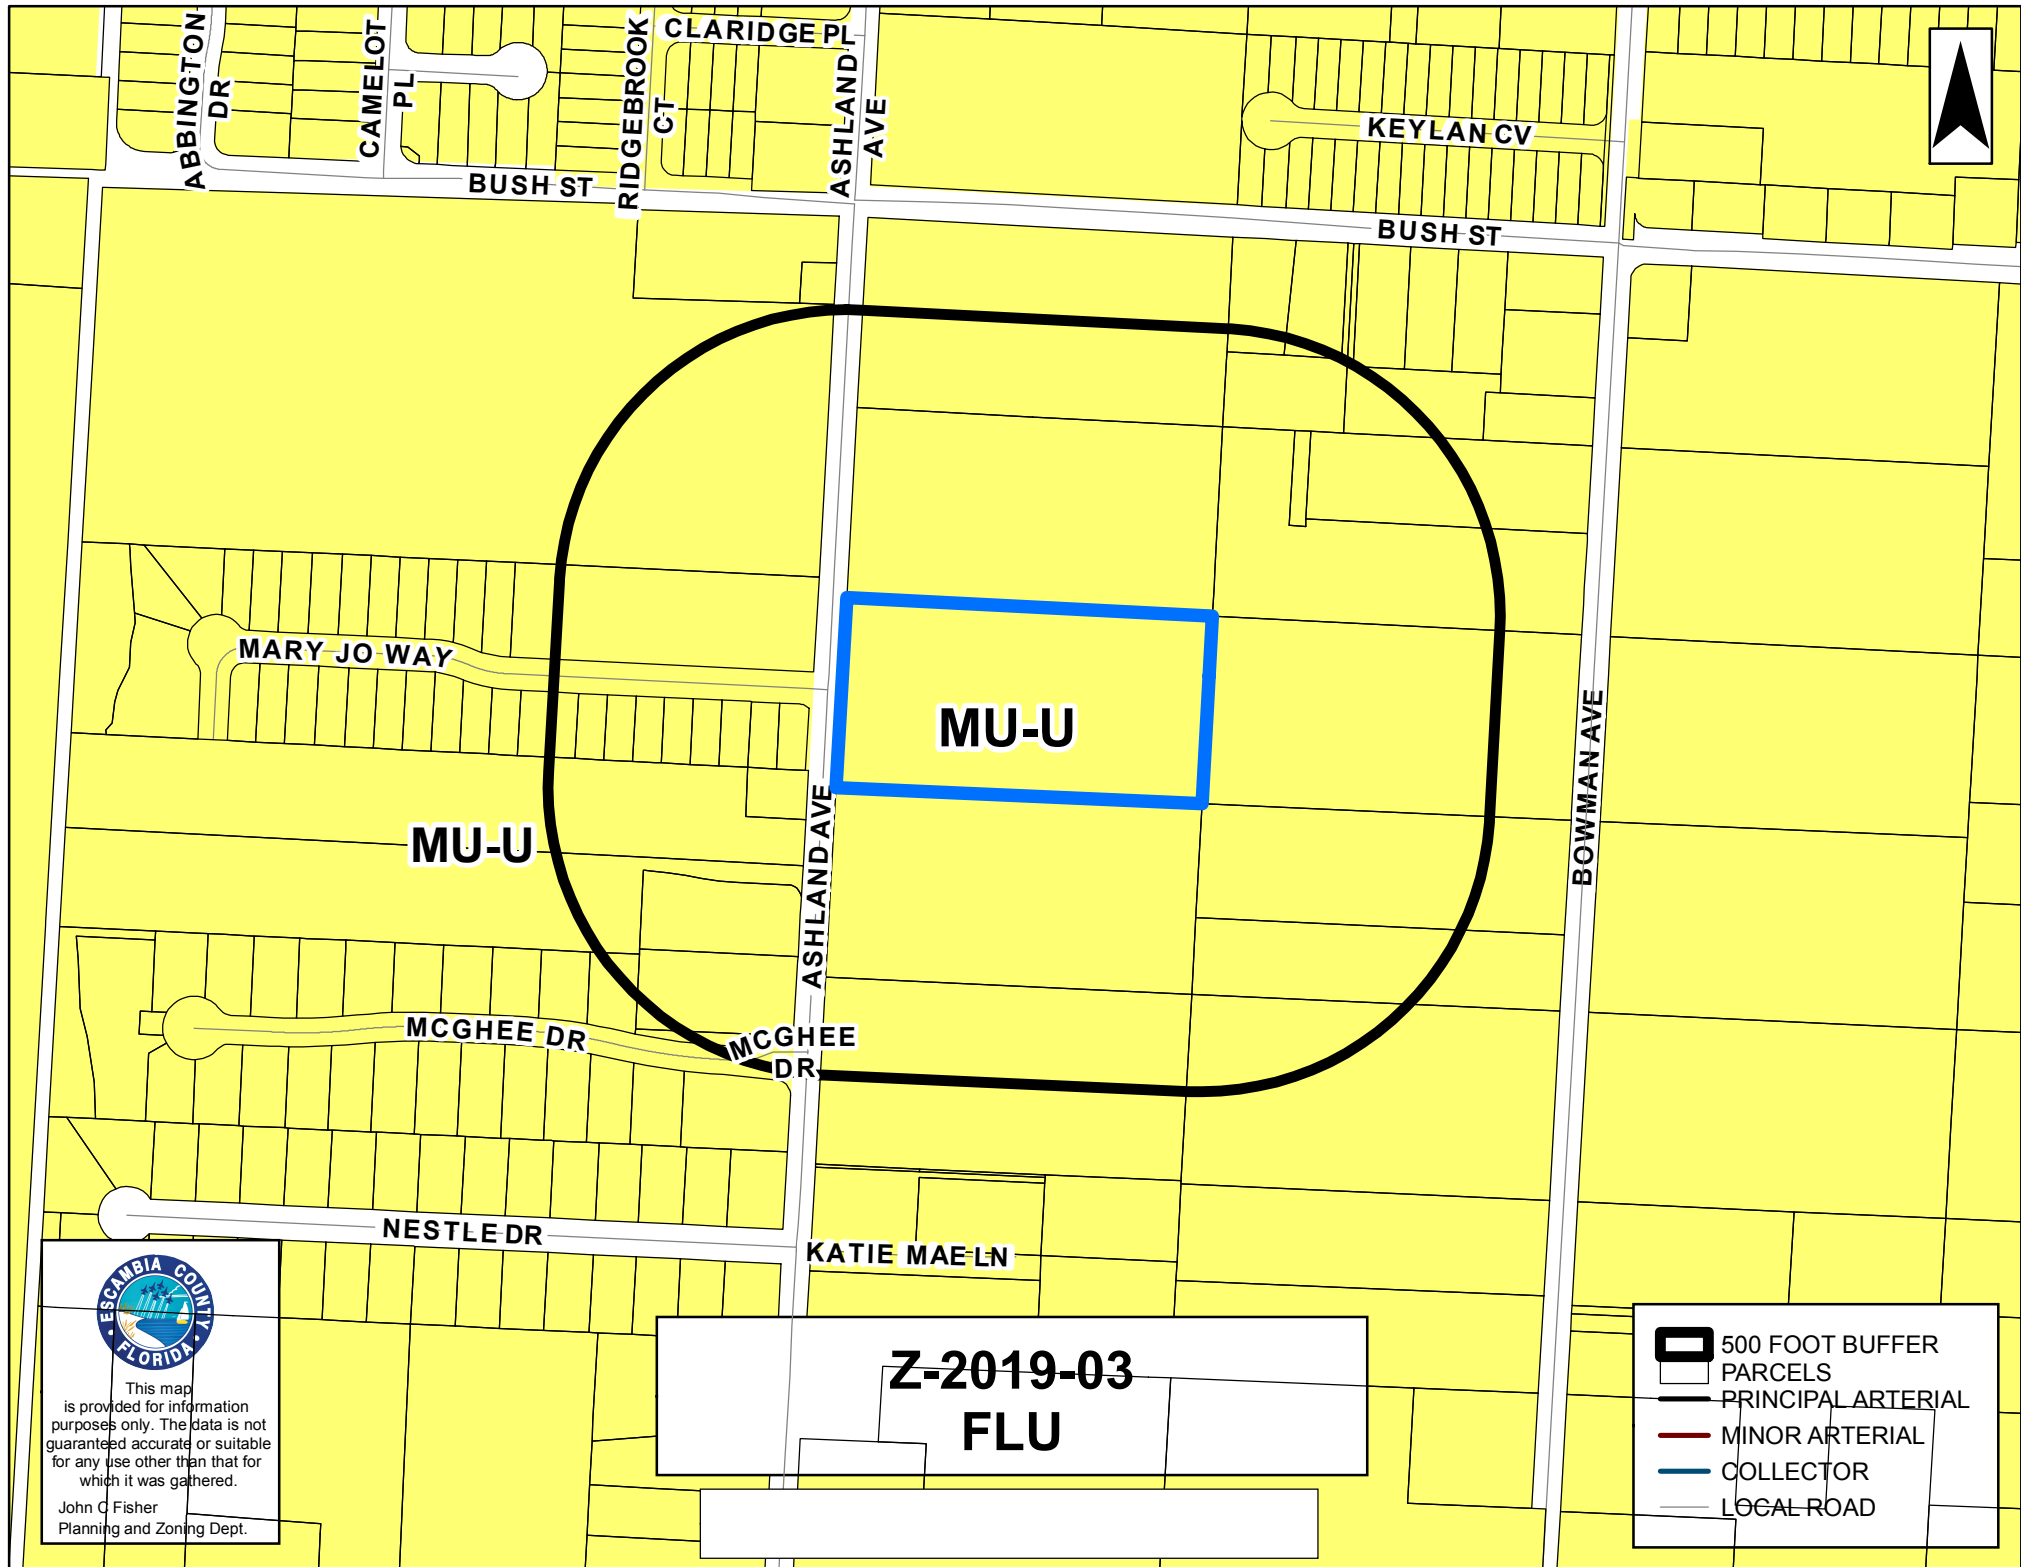 ABBINGTON
DR
CAMELOT
PL
RIDGEBROOK
CT
CLARIDGE PL
ASHLAND
AVE
KEYLAN CV
BUSH ST
BUSH ST
MARY JO WAY
MU-U
MU-U
ASHLAND AVE
BOWMAN AVE
MCGHEE DR
MCGHEE
DR
NESTLE DR
KATIE MAE LN
ESCAMBIA COUNTY
FLORIDA
This map
is provided for information
purposes only. The data is not
guaranteed accurate or suitable
for any use other than that for
which it was gathered.
John C Fisher
Planning and Zoning Dept.
Z-2019-03
FLU
500 FOOT BUFFER
PARCELS
PRINCIPAL ARTERIAL
MINOR ARTERIAL
COLLECTOR
LOCAL ROAD